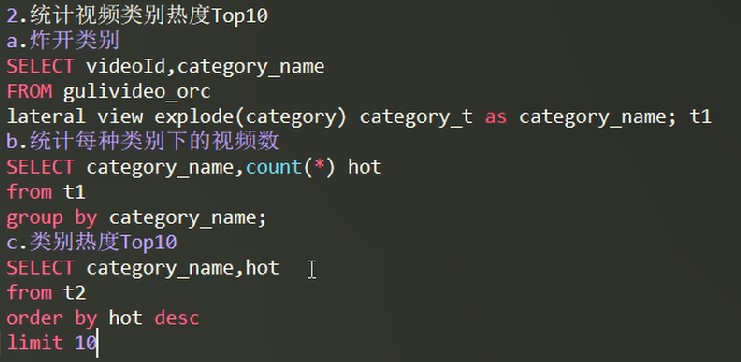 2.统计视频类别热度Top10
a.炸开类别
SELECT videoId,category_name
FROM gulivideo_orc
lateral view explode(category) category_t as category_name; t1
b.统计每种类别下的视频数
SELECT category_name,count(*) hot
from t1
group by category_name;
c.类别热度Top10
SELECT category_name,hot
from t2
order by hot desc
limit 10